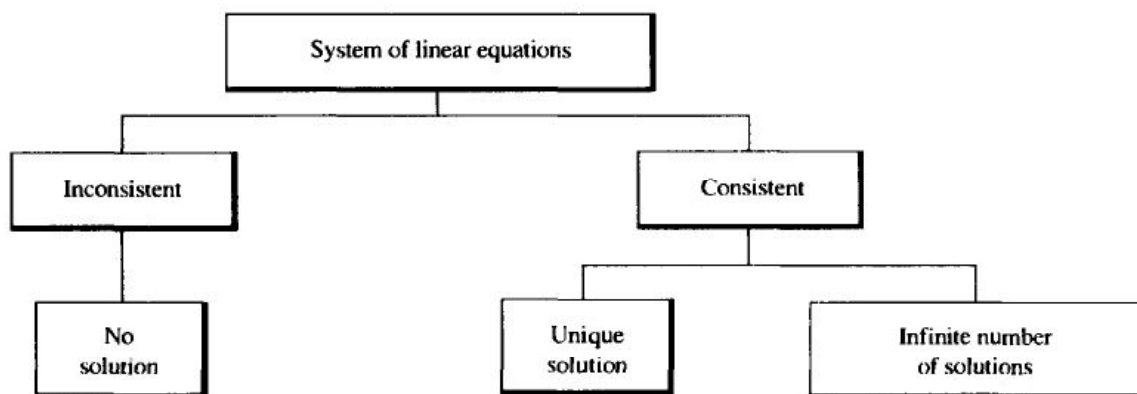 System of linear equations
Inconsistent
Consistent
No
solution
Unique
solution
Infinite number
of solutions